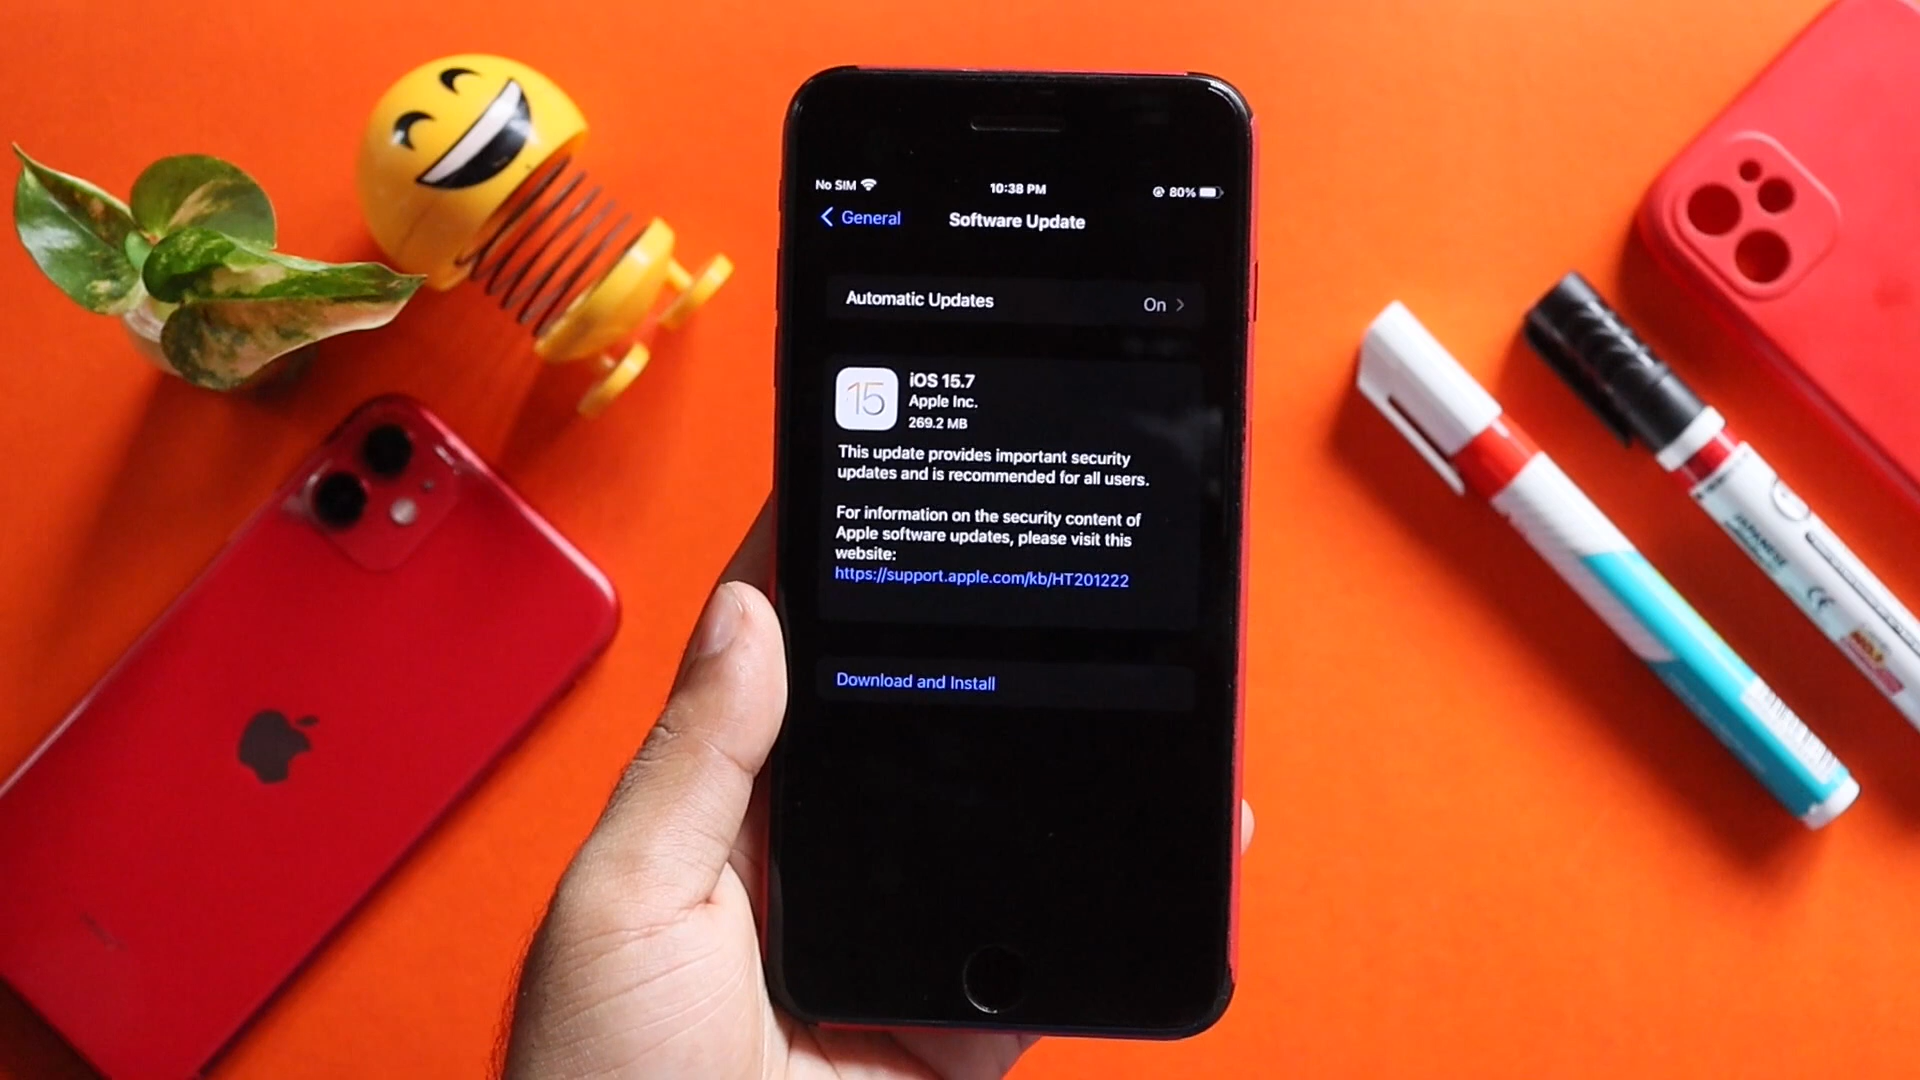 No SIM 10:38 PM 80%
General Software Update
Automatic Updates On
15 iOS 15.7
Apple Inc.
269.2 MB
This update provides important security
updates and is recommended for all users.
For information on the security content of
Apple software updates, please visit this
website:
https://support.apple.com/kb/HT201222
Download and Install
JAPANESE
CE